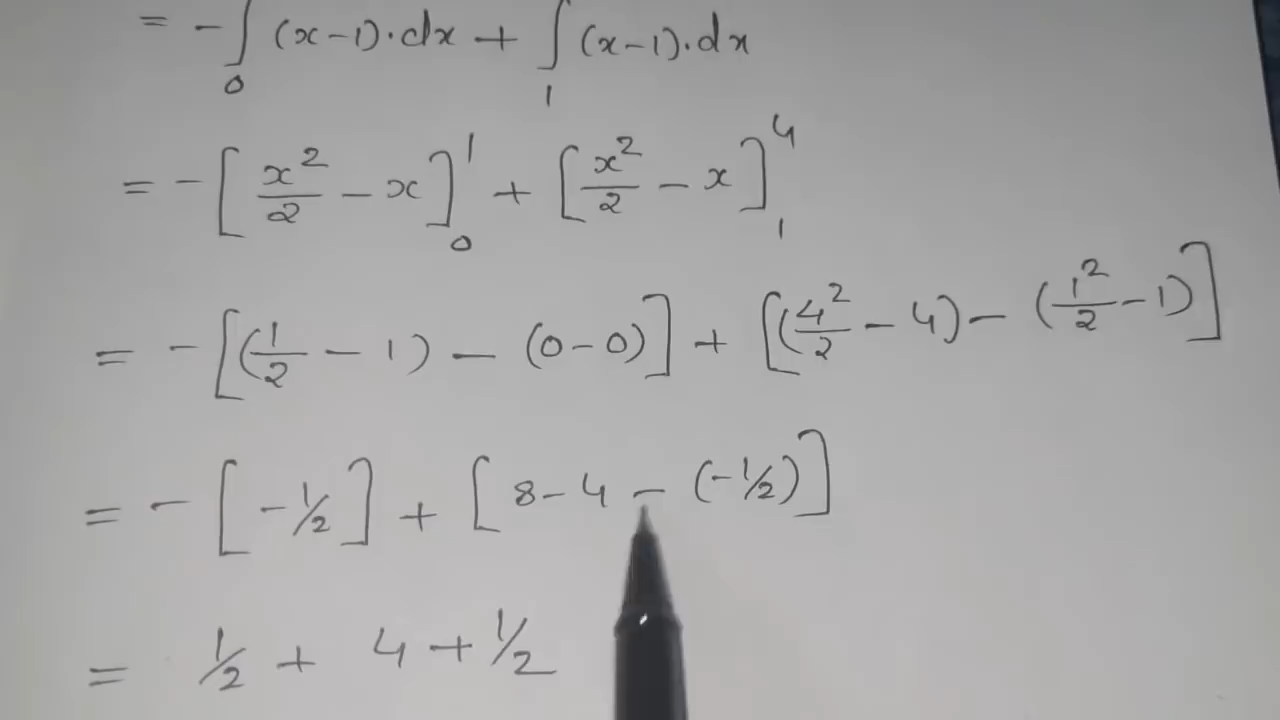 = - ∫₀ (x-1)·dx + ∫₁ (x-1)·dx
= - [x²/2 - x]₀¹ + [x²/2 - x]₁⁴
= - [(1/2 - 1) - (0-0)] + [(4²/2 - 4) - (1²/2 - 1)]
= - [-1/2] + [8-4 - (-1/2)]
= 1/2 + 4 + 1/2